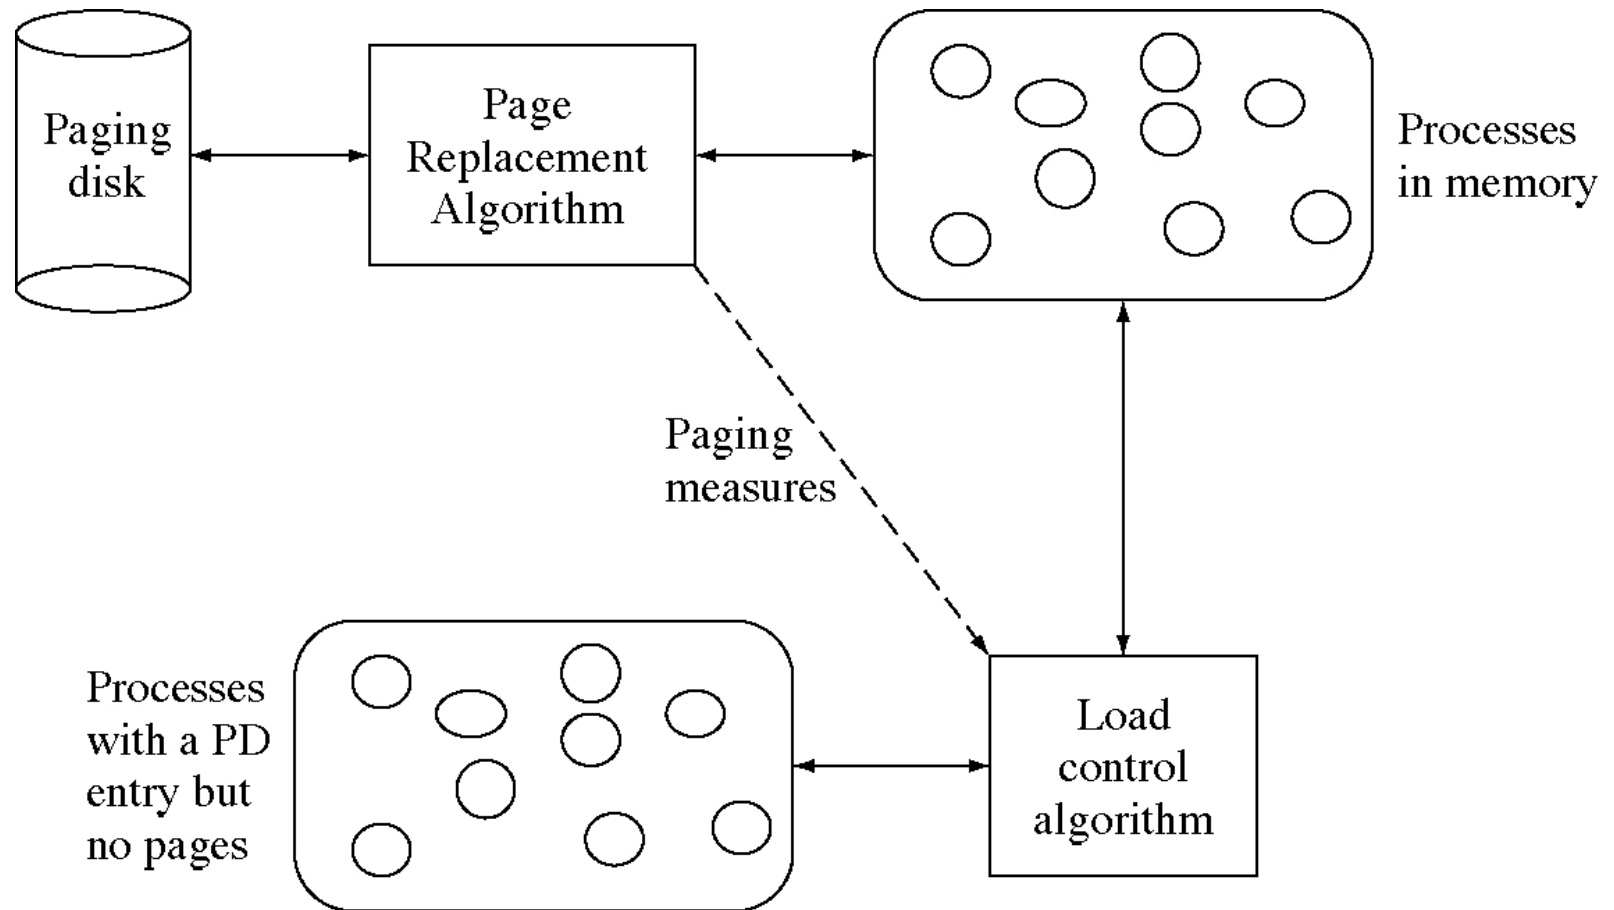 Paging
disk
Page
Replacement
Algorithm
Processes
in memory
Paging
measures
Processes
with a PD
entry but
no pages
Load
control
algorithm